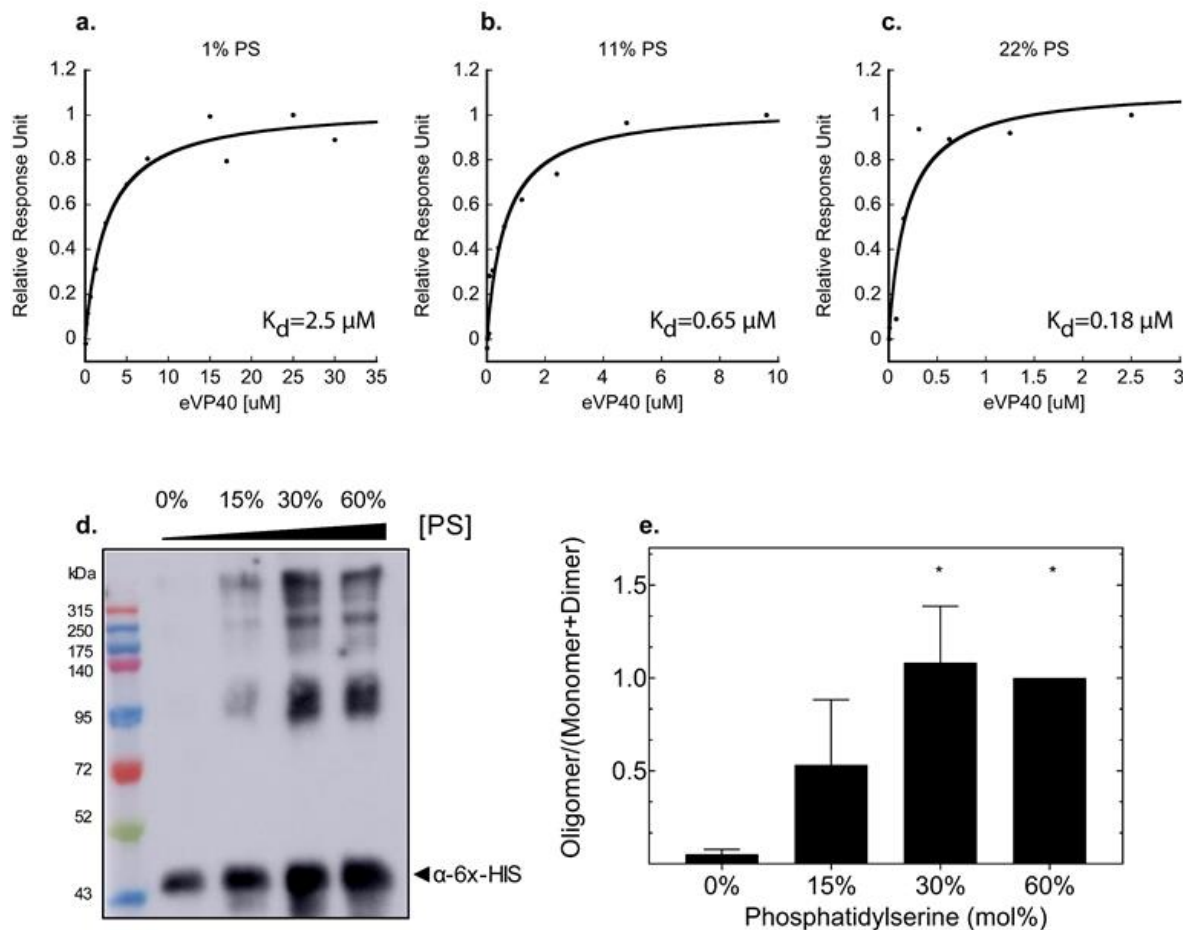 a.
1% PS
1.2
1
0.8
0.6
0.4
0.2
0
Relative Response Unit
K_d=2.5 µM
0 5 10 15 20 25 30 35
eVP40 [uM]
b.
11% PS
1.2
1
0.8
0.6
0.4
0.2
0
Relative Response Unit
K_d=0.65 µM
0 2 4 6 8 10
eVP40 [uM]
c.
22% PS
1.2
1
0.8
0.6
0.4
0.2
0
Relative Response Unit
K_d=0.18 µM
0 0.5 1 1.5 2 2.5 3
eVP40 [uM]
d.
0% 15% 30% 60%
[PS]
kDa
315
250
175
140
95
72
52
43
α-6x-HIS
e.
1.5
1.0
0.5
Oligomer/(Monomer+Dimer)
* *
0% 15% 30% 60%
Phosphatidylserine (mol%)